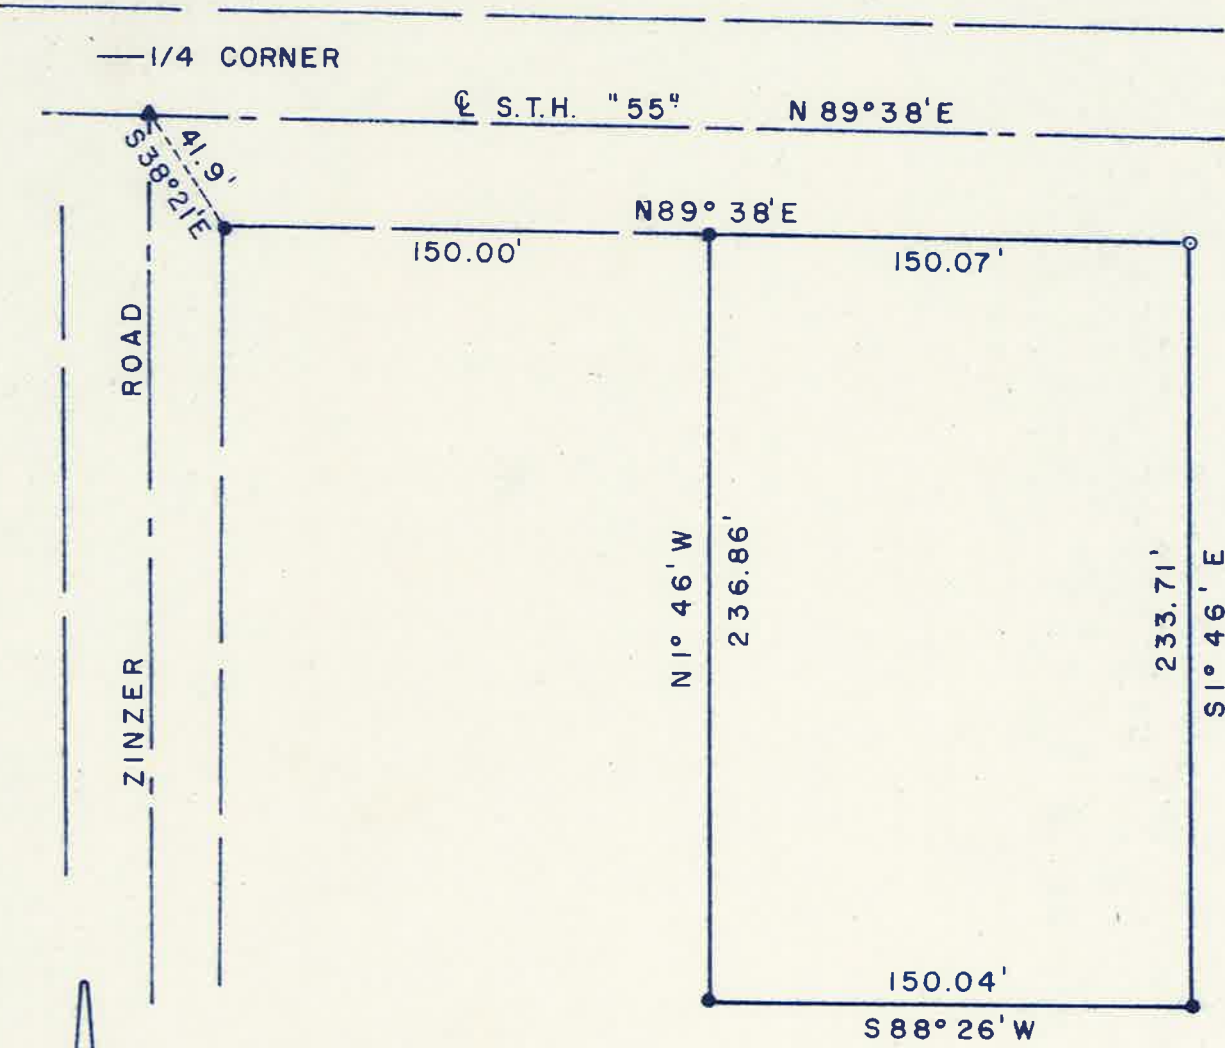 1/4 CORNER
℄ S.T.H. "55" N 89°38'E
41.9'
S38°21'E
N89°38'E
150.00'
150.07'
ROAD
ZINZER
N1°46'W
236.86'
233.71'
S1°46'E
150.04'
S88°26'W